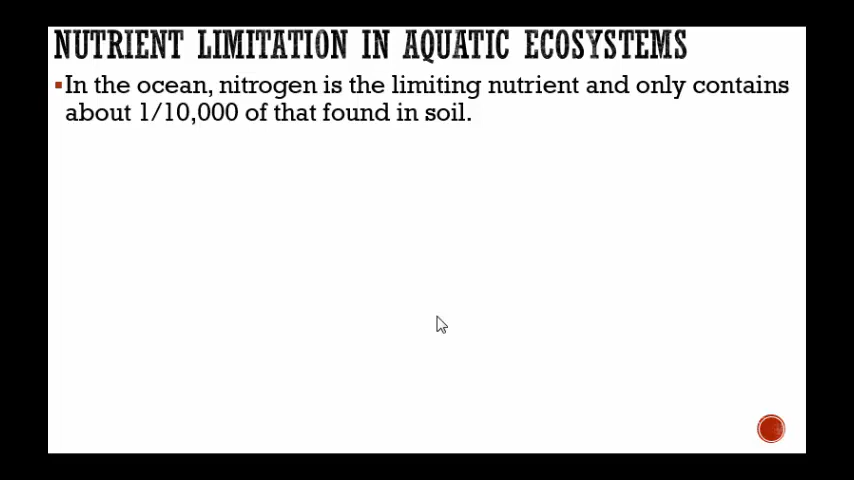 NUTRIENT LIMITATION IN AQUATIC ECOSYSTEMS
▪In the ocean, nitrogen is the limiting nutrient and only contains
about 1/10,000 of that found in soil.